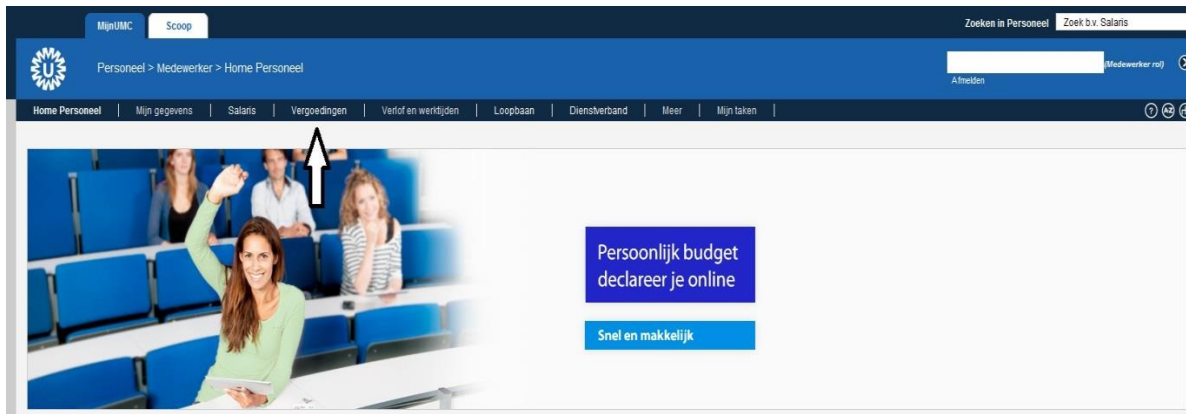 MijnUMC Scoop Zoeken in Personeel Zoek b.v. Salaris
Personeel > Medewerker > Home Personeel (Medewerker rol)
Afmelden
Home Personeel | Mijn gegevens | Salaris | Vergoedingen | Verlof en werktijden | Loopbaan | Dienstverband | Meer | Mijn taken | ? AZ
Persoonlijk budget
declareer je online
Snel en makkelijk